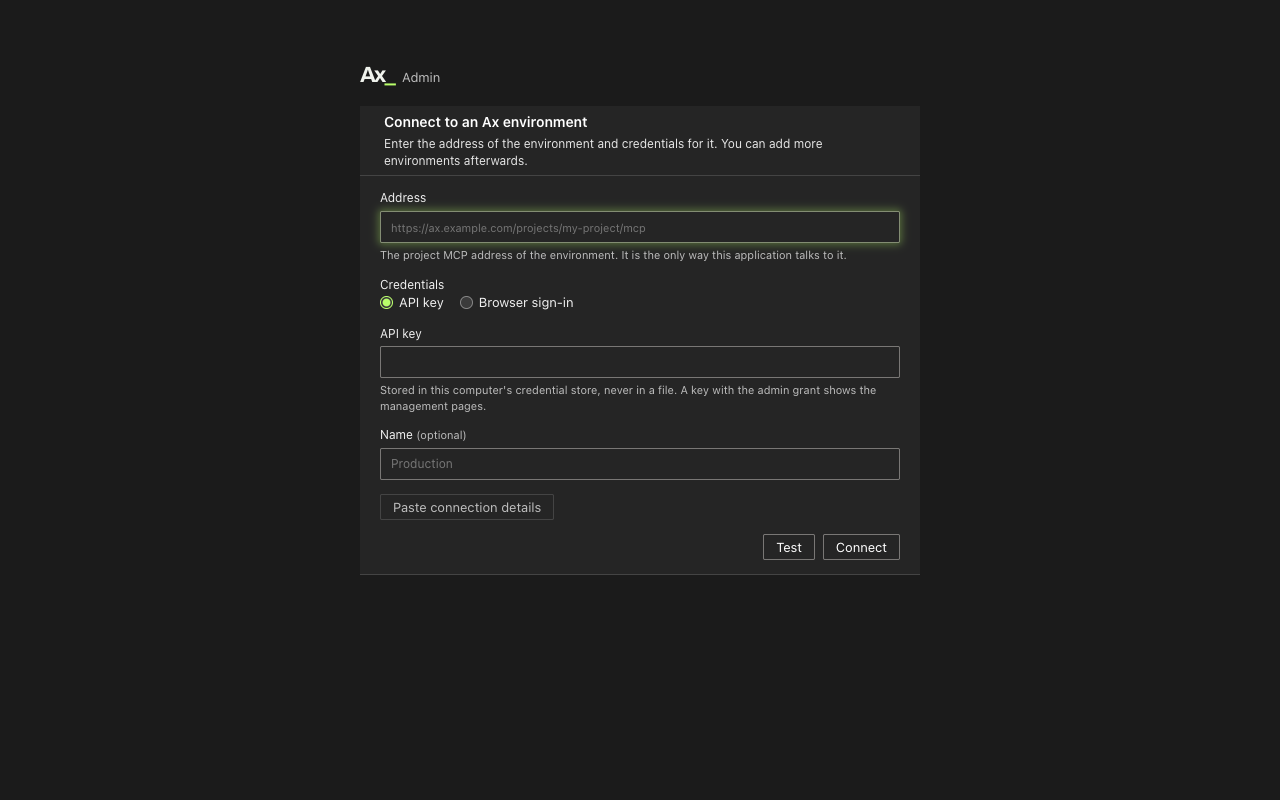 Ax_ Admin
Connect to an Ax environment
Enter the address of the environment and credentials for it. You can add more
environments afterwards.
Address
https://ax.example.com/projects/my-project/mcp
The project MCP address of the environment. It is the only way this application talks to it.
Credentials
API key Browser sign-in
API key
Stored in this computer's credential store, never in a file. A key with the admin grant shows the
management pages.
Name (optional)
Production
Paste connection details
Test Connect